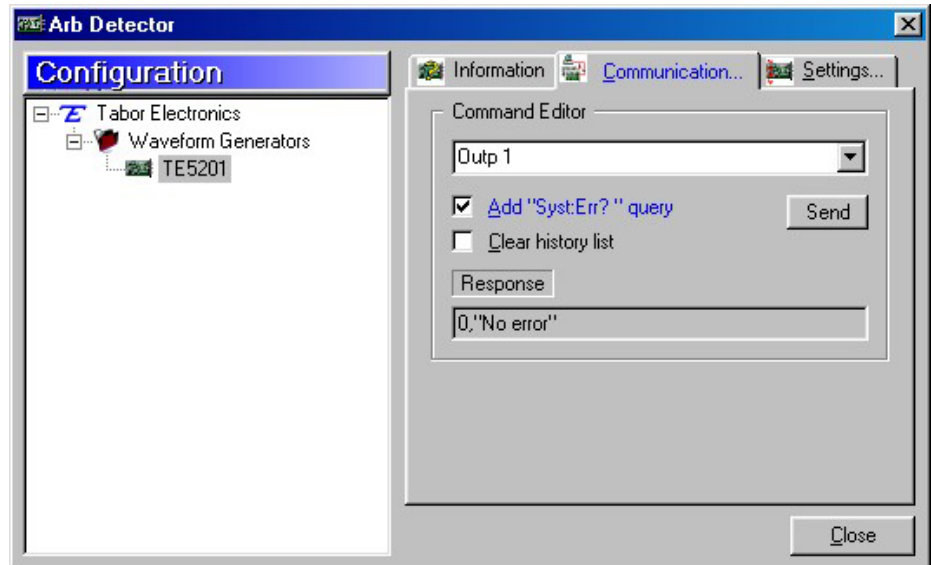 Arb Detector
Configuration
Tabor Electronics
Waveform Generators
TE5201
Information
Communication...
Settings...
Command Editor
Outp 1
Add "Syst:Err? " query
Send
Clear history list
Response
0,"No error"
Close